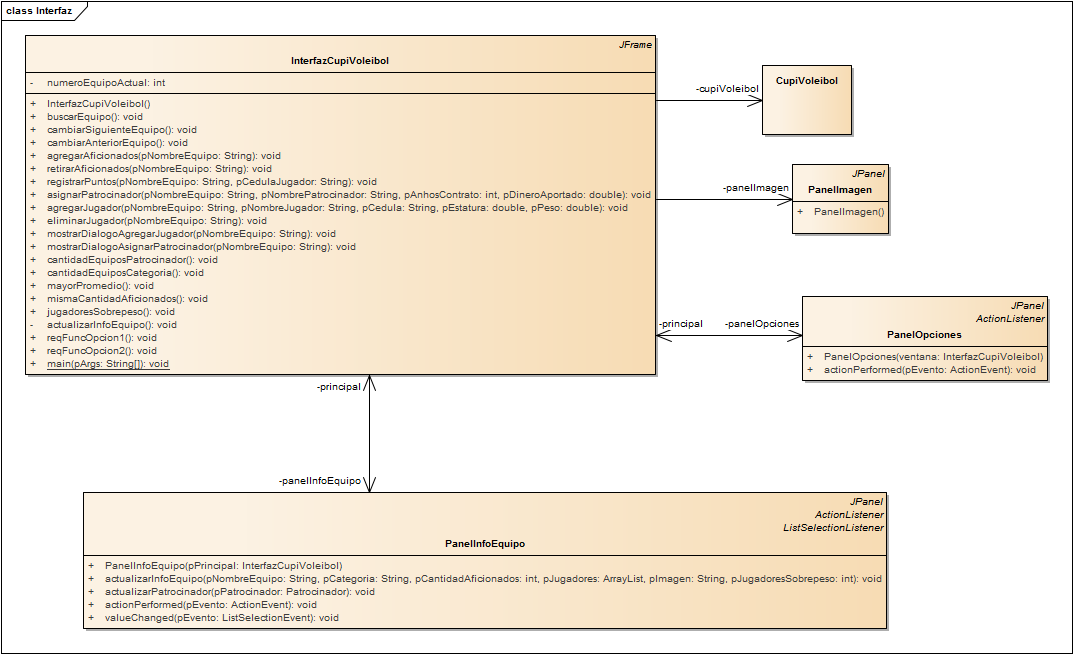 class Interfaz
JFrame
InterfazCupiVoleibol
- numeroEquipoActual: int
+ InterfazCupiVoleibol()
+ buscarEquipo(): void
+ cambiarSiguienteEquipo(): void
+ cambiarAnteriorEquipo(): void
+ agregarAficionados(pNombreEquipo: String): void
+ retirarAficionados(pNombreEquipo: String): void
+ registrarPuntos(pNombreEquipo: String, pCedulaJugador: String): void
+ asignarPatrocinador(pNombreEquipo: String, pNombrePatrocinador: String, pAnhosContrato: int, pDineroAportado: double): void
+ agregarJugador(pNombreEquipo: String, pNombreJugador: String, pCedula: String, pEstatura: double, pPeso: double): void
+ eliminarJugador(pNombreEquipo: String): void
+ mostrarDialogoAgregarJugador(pNombreEquipo: String): void
+ mostrarDialogoAsignarPatrocinador(pNombreEquipo: String): void
+ cantidadEquiposPatrocinador(): void
+ cantidadEquiposCategoria(): void
+ mayorPromedio(): void
+ mismaCantidadAficionados(): void
+ jugadoresSobrepeso(): void
- actualizarInfoEquipo(): void
+ reqFuncOpcion1(): void
+ reqFuncOpcion2(): void
+ main(pArgs: String[]): void
-cupiVoleibol
CupiVoleibol
-panelImagen
JPanel
PanelImagen
+ PanelImagen()
-principal
-panelOpciones
JPanel
ActionListener
PanelOpciones
+ PanelOpciones(ventana: InterfazCupiVoleibol)
+ actionPerformed(pEvento: ActionEvent): void
-principal
-panelInfoEquipo
JPanel
ActionListener
ListSelectionListener
PanelInfoEquipo
+ PanelInfoEquipo(pPrincipal: InterfazCupiVoleibol)
+ actualizarInfoEquipo(pNombreEquipo: String, pCategoria: String, pCantidadAficionados: int, pJugadores: ArrayList, pImagen: String, pJugadoresSobrepeso: int): void
+ actualizarPatrocinador(pPatrocinador: Patrocinador): void
+ actionPerformed(pEvento: ActionEvent): void
+ valueChanged(pEvento: ListSelectionEvent): void